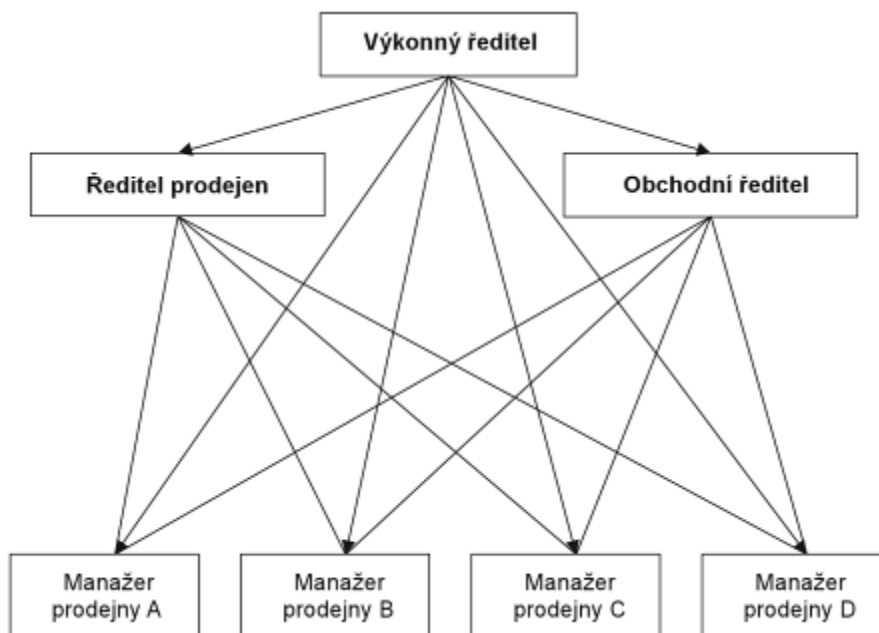 Výkonný ředitel
Ředitel prodejen
Obchodní ředitel
Manažer
prodejny A
Manažer
prodejny B
Manažer
prodejny C
Manažer
prodejny D